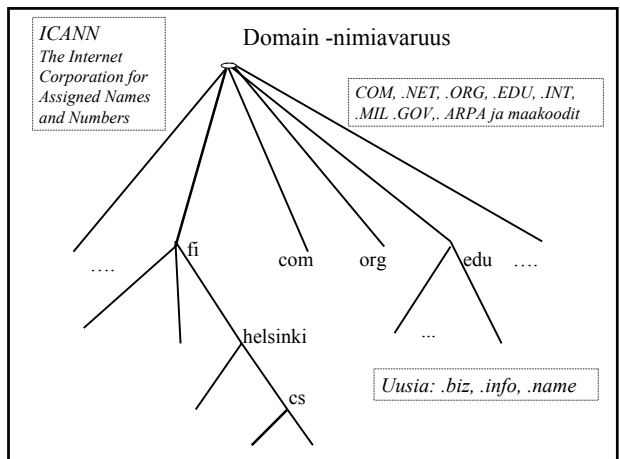 ICANN
The Internet
Corporation for
Assigned Names
and Numbers
Domain -nimiavaruus
COM, .NET, .ORG, .EDU, .INT,
.MIL .GOV,. ARPA ja maakoodit
….
fi
com
org
edu
….
helsinki
...
cs
Uusia: .biz, .info, .name